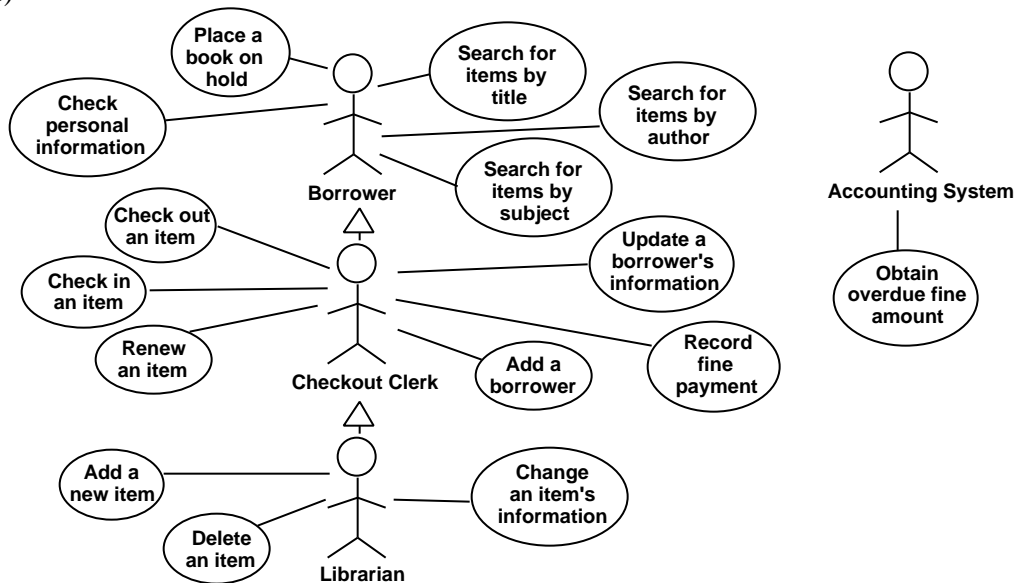 )
Place a
book on
hold
Search for
items by
title
Check
personal
information
Search for
items by
author
Search for
items by
subject
Borrower
Accounting System
Check out
an item
Update a
borrower's
information
Check in
an item
Obtain
overdue fine
amount
Renew
an item
Record
fine
payment
Add a
borrower
Checkout Clerk
Add a
new item
Change
an item's
information
Delete
an item
Librarian